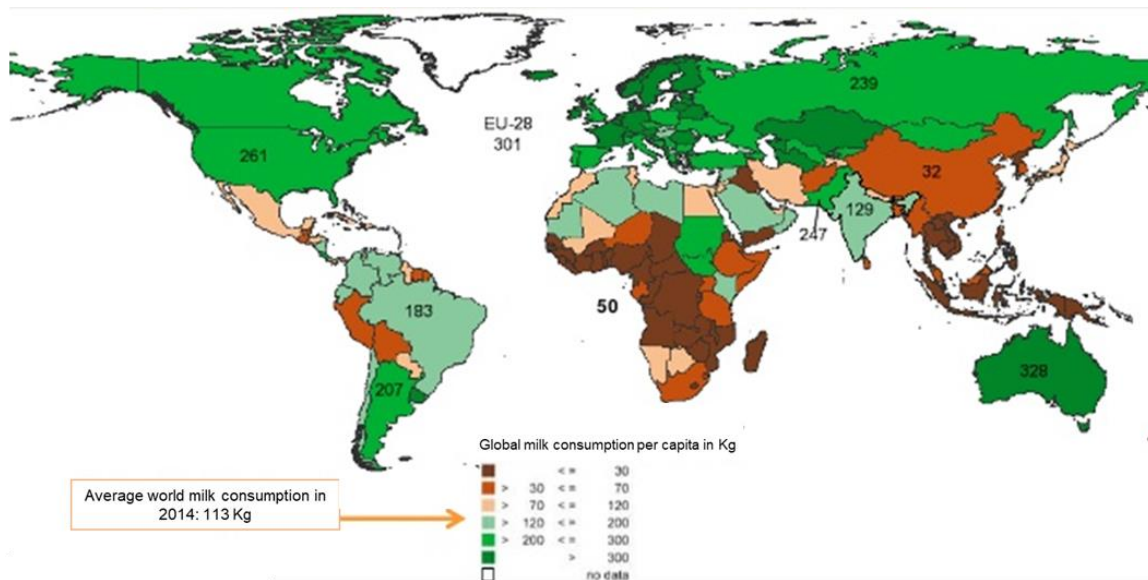 239
EU-28
301
261
32
129
247
50
183
207
328
Global milk consumption per capita in Kg
<= 30
> 30 <= 70
> 70 <= 120
> 120 <= 200
> 200 <= 300
> 300
no data
Average world milk consumption in
2014: 113 Kg